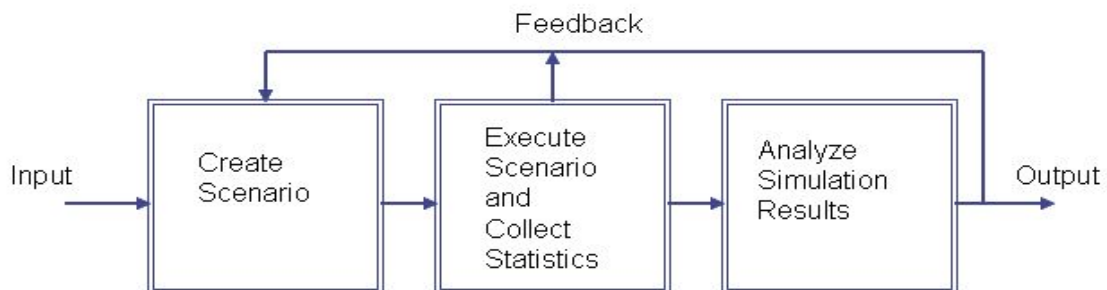 Feedback
Input
Create
Scenario
Execute
Scenario
and
Collect
Statistics
Analyze
Simulation
Results
Output